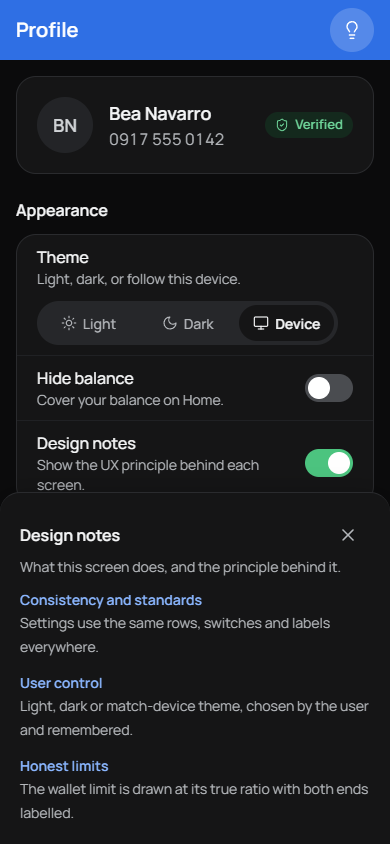 Profile
BN
Bea Navarro
0917 555 0142
Verified
Appearance
Theme
Light, dark, or follow this device.
Light
Dark
Device
Hide balance
Cover your balance on Home.
Design notes
Show the UX principle behind each
screen.
Design notes
What this screen does, and the principle behind it.
Consistency and standards
Settings use the same rows, switches and labels
everywhere.
User control
Light, dark or match-device theme, chosen by the user
and remembered.
Honest limits
The wallet limit is drawn at its true ratio with both ends
labelled.